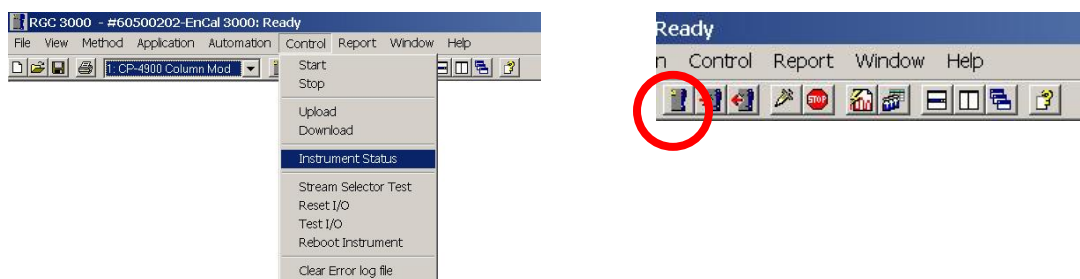 RGC 3000 - #60500202-EnCal 3000: Ready
File View Method Application Automation Control Report Window Help
1: CP-4900 Column Mod
Start
Stop
Upload
Download
Instrument Status
Stream Selector Test
Reset I/O
Test I/O
Reboot Instrument
Clear Error log file
Ready
n Control Report Window Help
STOP